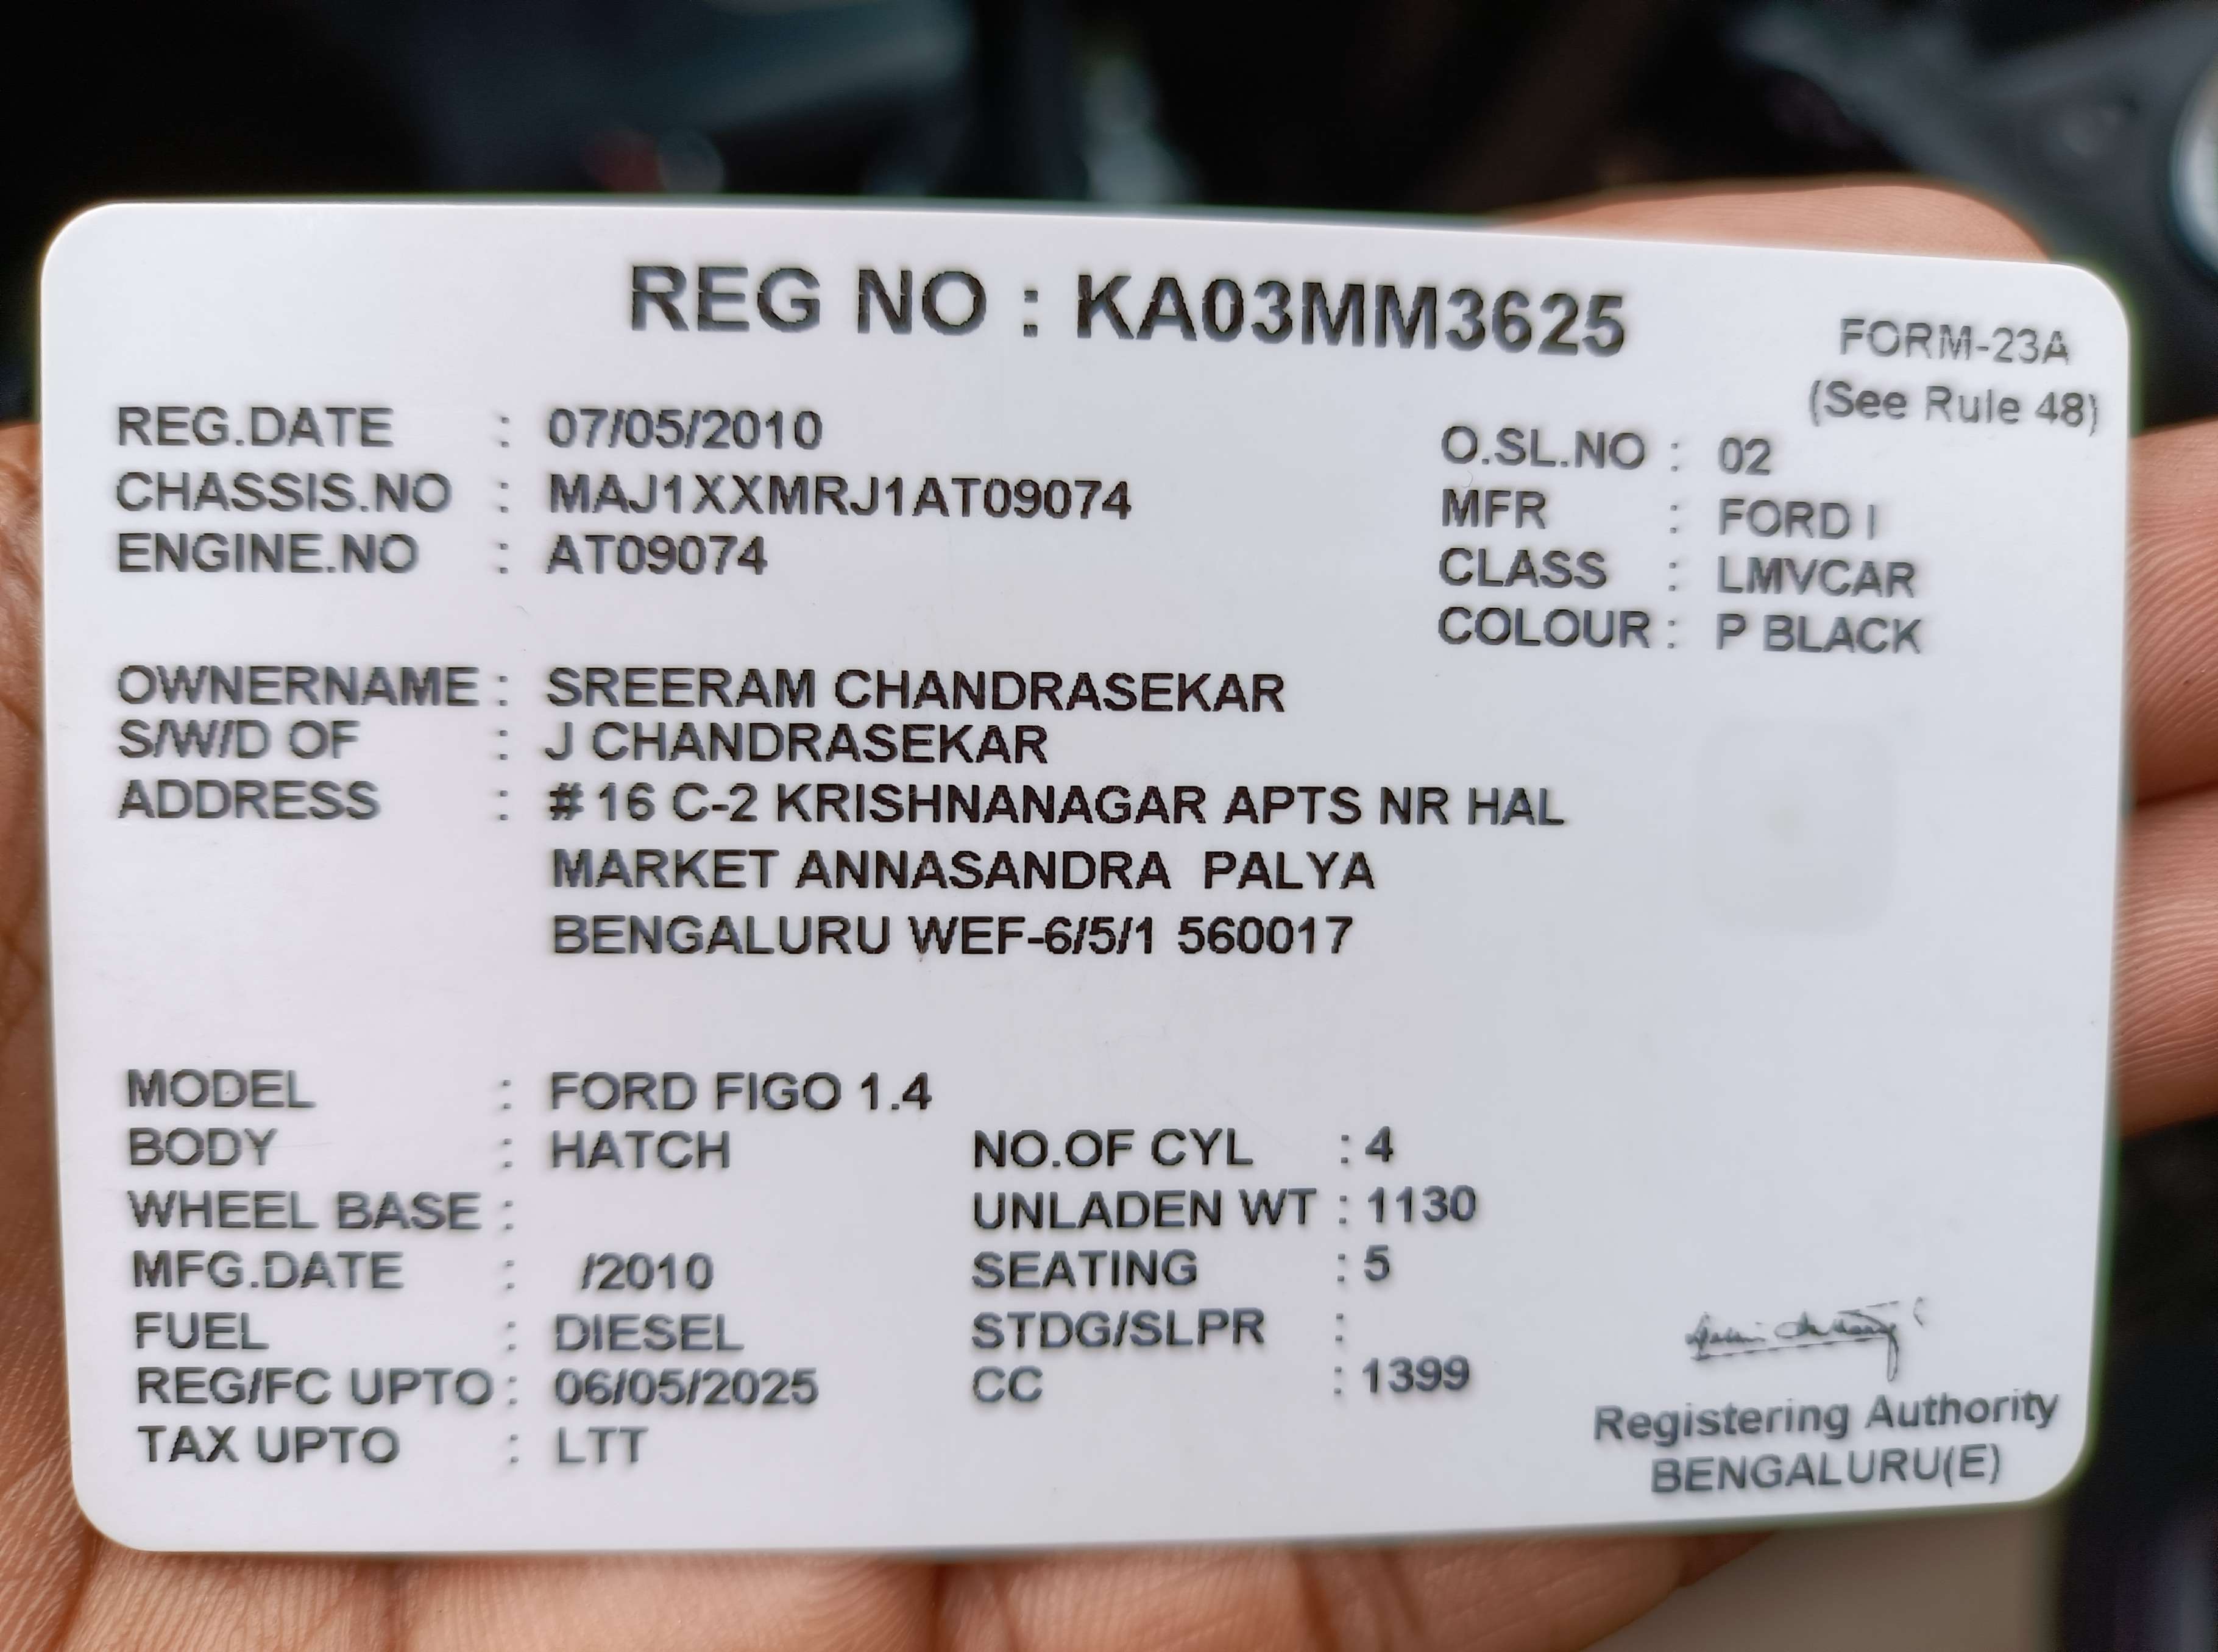 REG NO : KA03MM3625
FORM-23A
(See Rule 48)
REG.DATE : 07/05/2010
CHASSIS.NO : MAJ1XXMRJ1AT09074
ENGINE.NO : AT09074
O.SL.NO : 02
MFR : FORD I
CLASS : LMVCAR
COLOUR : P BLACK
OWNERNAME : SREERAM CHANDRASEKAR
S/W/D OF : J CHANDRASEKAR
ADDRESS : # 16 C-2 KRISHNANAGAR APTS NR HAL
MARKET ANNASANDRA PALYA
BENGALURU WEF-6/5/1 560017
MODEL : FORD FIGO 1.4
BODY : HATCH
WHEEL BASE :
MFG.DATE : /2010
FUEL : DIESEL
REG/FC UPTO : 06/05/2025
TAX UPTO : LTT
NO.OF CYL : 4
UNLADEN WT : 1130
SEATING : 5
STDG/SLPR :
CC : 1399
Registering Authority
BENGALURU(E)